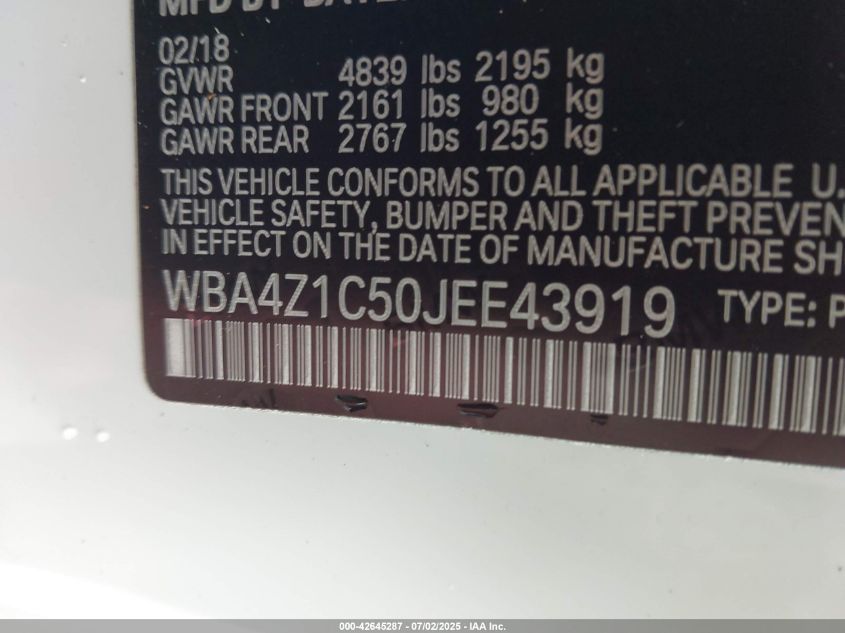 MFD BY
02/18
GVWR 4839 lbs 2195 kg
GAWR FRONT 2161 lbs 980 kg
GAWR REAR 2767 lbs 1255 kg
THIS VEHICLE CONFORMS TO ALL APPLICABLE U.
VEHICLE SAFETY, BUMPER AND THEFT PREVEN
IN EFFECT ON THE DATE OF MANUFACTURE SH
WBA4Z1C50JEE43919 TYPE: P
000-42645287 - 07/02/2025 - IAA Inc.